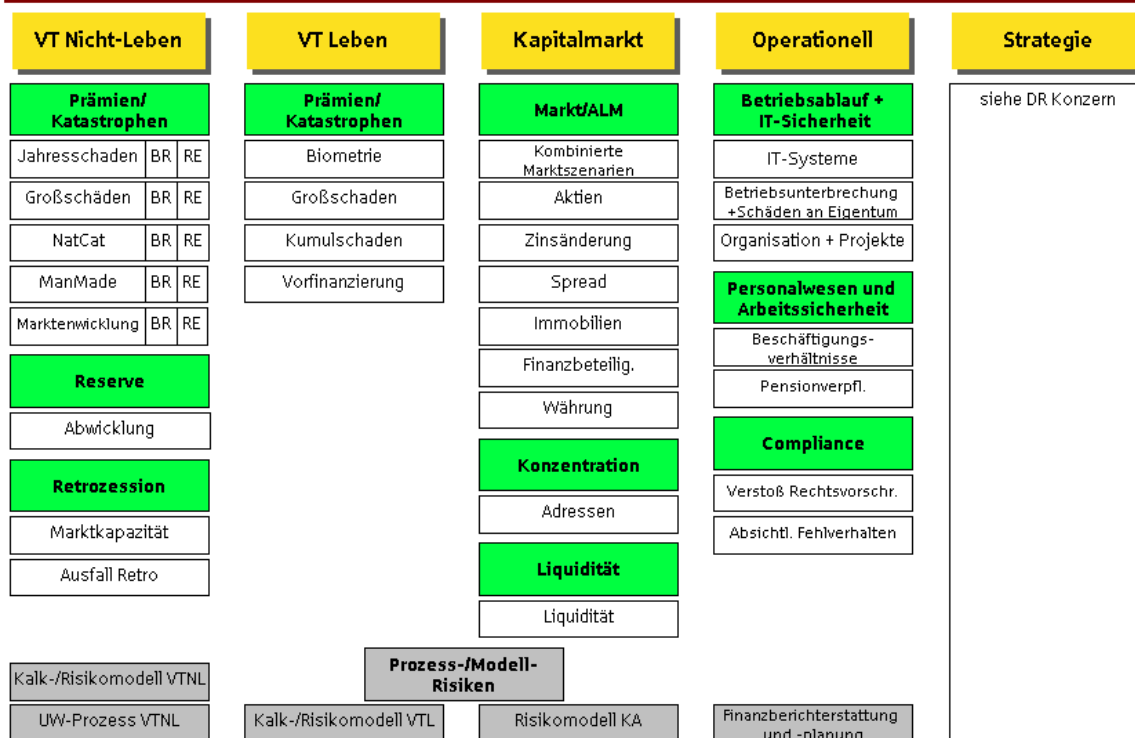 VT Nicht-Leben
Prämien/
Katastrophen
Jahresschaden BR RE
Großschäden BR RE
NatCat BR RE
ManMade BR RE
Marktenwicklung BR RE
Reserve
Abwicklung
Retrozession
Marktkapazität
Ausfall Retro
Kalk-/Risikomodell VTNL
UW-Prozess VTNL
VT Leben
Prämien/
Katastrophen
Biometrie
Großschaden
Kumulschaden
Vorfinanzierung
Prozess-/Modell-
Risiken
Kalk-/Risikomodell VTL
Kapitalmarkt
Markt/ALM
Kombinierte
Marktszenarien
Aktien
Zinsänderung
Spread
Immobilien
Finanzbeteilig.
Währung
Konzentration
Adressen
Liquidität
Liquidität
Risikomodell KA
Operationell
Betriebsablauf +
IT-Sicherheit
IT-Systeme
Betriebsunterbrechung
+Schäden an Eigentum
Organisation + Projekte
Personalwesen und
Arbeitssicherheit
Beschäftigungs-
verhältnisse
Pensionverpfl.
Compliance
Verstoß Rechtsvorschr.
Absichtl. Fehlverhalten
Finanzberichterstattung
und -planung
Strategie
siehe DR Konzern